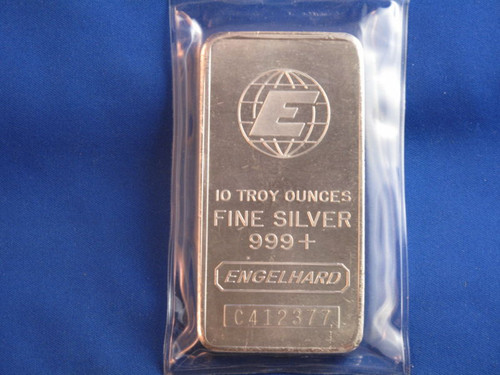 E
10 TROY OUNCES
FINE SILVER
999+
ENGELHARD
C412377